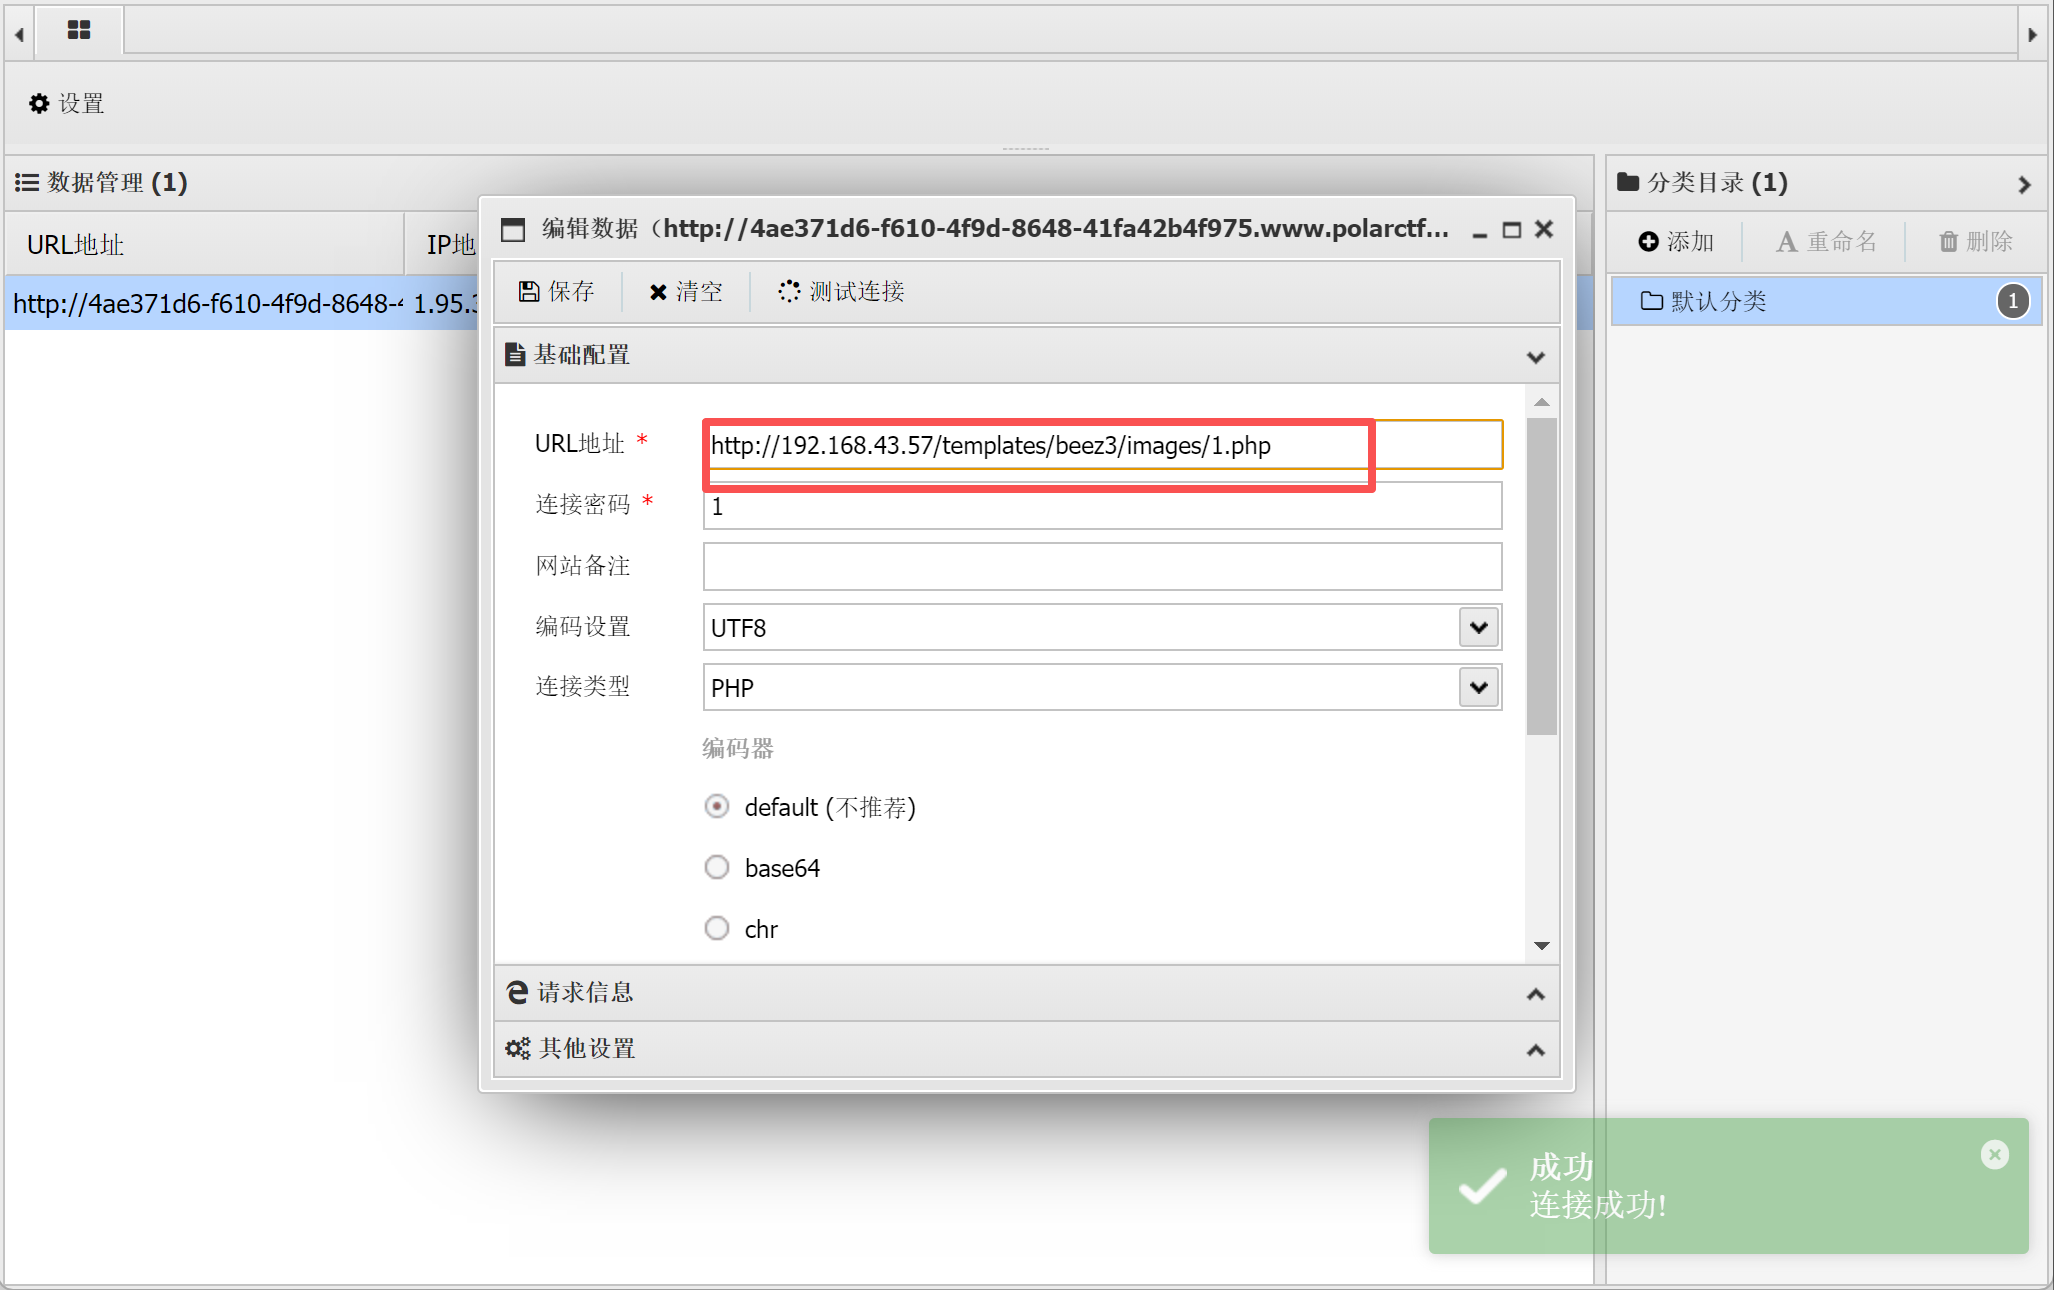 设置
数据管理 (1)
URL地址
IP地
http://4ae371d6-f610-4f9d-8648-4
1.95.3
编辑数据（http://4ae371d6-f610-4f9d-8648-41fa42b4f975.www.polarctf...
保存
清空
测试连接
基础配置
URL地址 *
http://192.168.43.57/templates/beez3/images/1.php
连接密码 *
1
网站备注
编码设置
UTF8
连接类型
PHP
编码器
default (不推荐)
base64
chr
请求信息
其他设置
分类目录 (1)
添加
重命名
删除
默认分类
1
成功
连接成功!